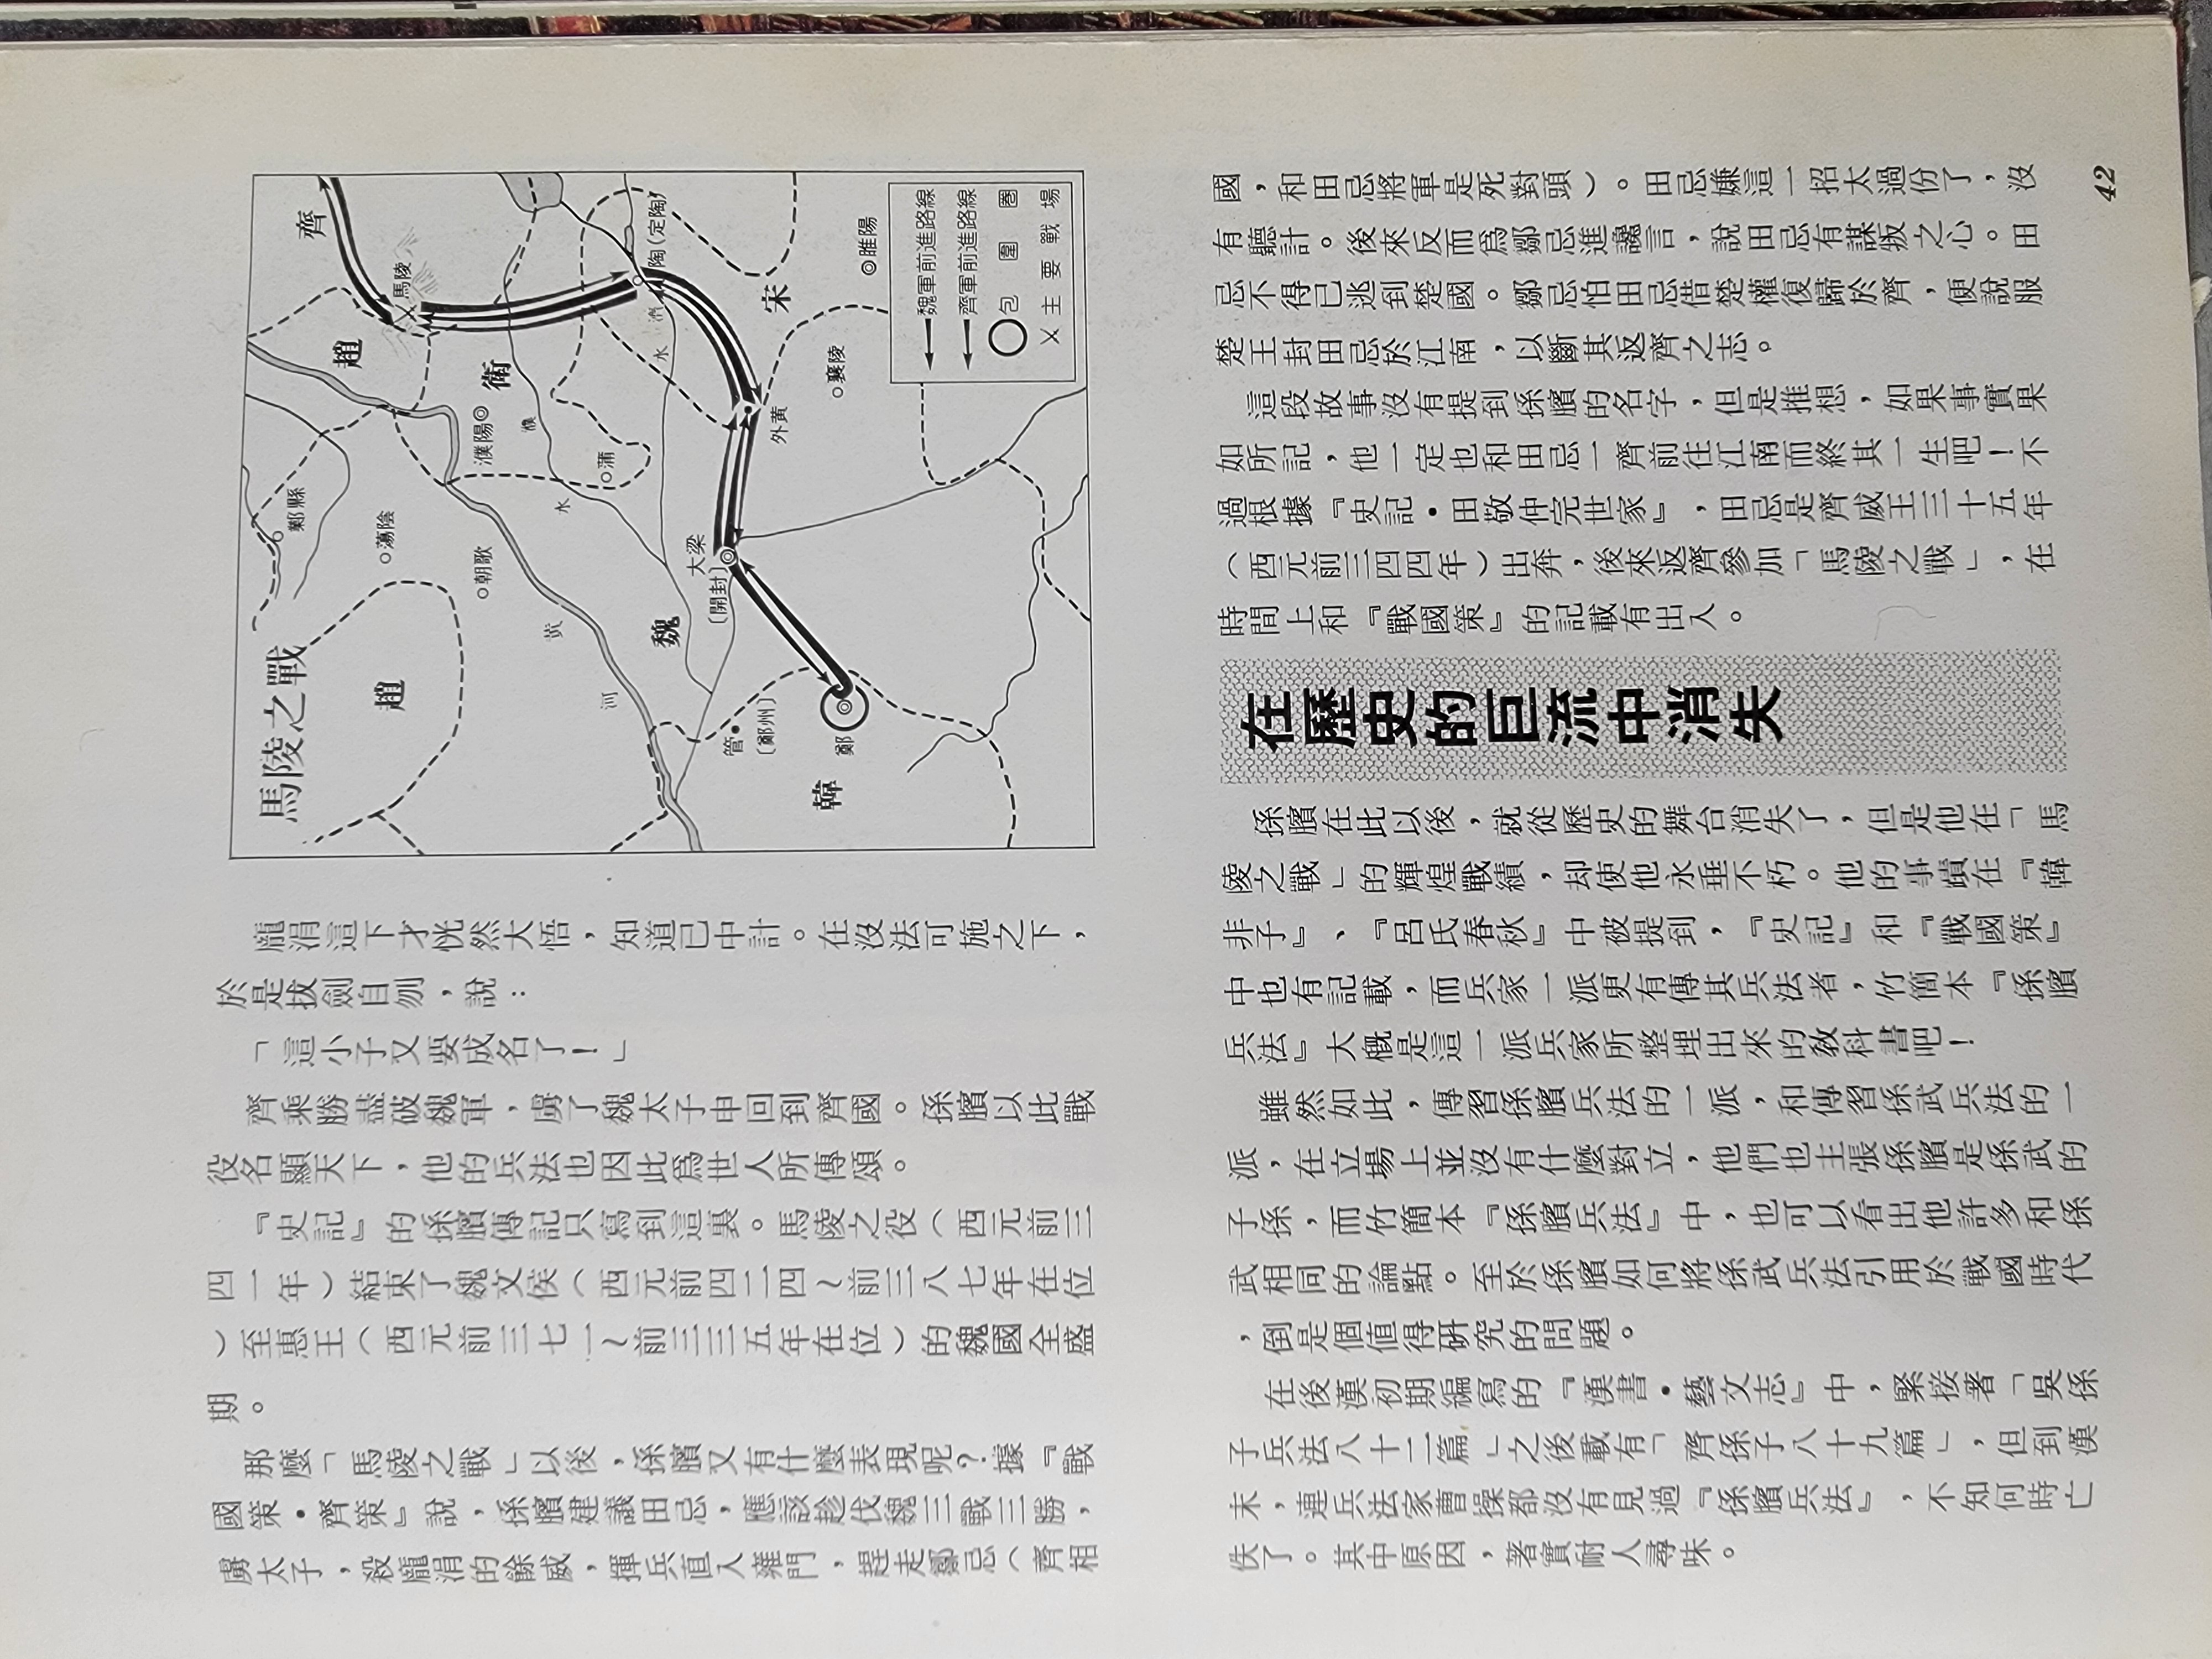 馬陵之戰
鄴縣
齊
趙
趙
蕩陰
馬陵
朝歌
濮陽
衛
黃
河
濮
水
蒲
魏
水
濟
陶(定陶)
大梁
〔開封〕
管
〔鄭州〕
外黃
宋
韓
鄭
襄陵
睢陽
魏軍前進路線
齊軍前進路線
包圍圈
主要戰場
龐涓這下才恍然大悟，知道已中計。在沒法可施之下，
於是拔劍自刎，說：
「這小子又要成名了！」
齊乘勝盡破魏軍，虜了魏太子申回到齊國。孫臏以此戰
役名顯天下，他的兵法也因此爲世人所傳頌。
『史記』的孫臏傳記只寫到這裏。馬陵之役（西元前三
四一年）結束了魏文侯（西元前四二四～前三八七年在位
）至惠王（西元前三七一～前三三五年在位）的魏國全盛
期。
那麼「馬陵之戰」以後，孫臏又有什麼表現呢？據『戰
國策・齊策』說，孫臏建議田忌，應該趁伐魏三戰三勝，
虜太子，殺龐涓的餘威，揮兵直入雍門，趕走鄒忌（齊相
國，和田忌將軍是死對頭）。田忌嫌這一招太過份了，沒
有聽計。後來反而爲鄒忌進讒言，說田忌有謀叛之心。田
忌不得已逃到楚國。鄒忌怕田忌借楚權復歸於齊，便說服
楚王封田忌於江南，以斷其返齊之志。
這段故事沒有提到孫臏的名字，但是推想，如果事實果
如所記，他一定也和田忌一齊前往江南而終其一生吧！不
過根據『史記・田敬仲完世家』，田忌是齊威王三十五年
（西元前三四四年）出奔，後來返齊參加「馬陵之戰」，在
時間上和『戰國策』的記載有出入。
在歷史的巨流中消失
孫臏在此以後，就從歷史的舞台消失了，但是他在「馬
陵之戰」的輝煌戰績，却使他永垂不朽。他的事蹟在『韓
非子』、『呂氏春秋』中被提到，『史記』和『戰國策』
中也有記載，而兵家一派更有傳其兵法者，竹簡本『孫臏
兵法』大概是這一派兵家所整埋出來的敎科書吧！
雖然如此，傳習孫臏兵法的一派，和傳習孫武兵法的一
派，在立場上並沒有什麼對立，他們也主張孫臏是孫武的
子孫，而竹簡本『孫臏兵法』中，也可以看出他許多和孫
武相同的論點。至於孫臏如何將孫武兵法引用於戰國時代
，倒是個值得研究的問題。
在後漢初期編寫的『漢書・藝文志』中，緊接著「吳孫
子兵法八十二篇」之後載有「齊孫子八十九篇」，但到漢
末，連兵法家曹操都沒有見過『孫臏兵法』，不知何時亡
佚了。其中原因，著實耐人尋味。
42